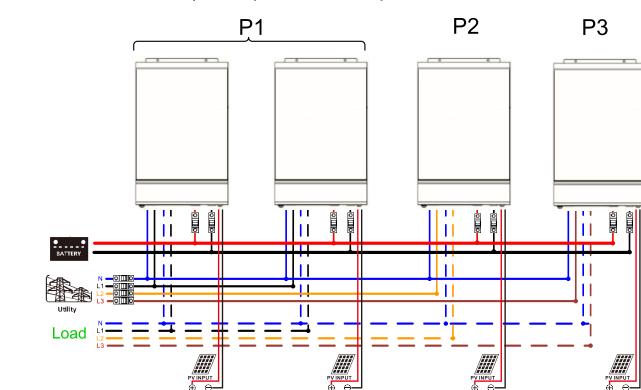 P1
P2
P3
BATTERY
N
L1
L2
L3
Utility
Load
N
L1
L2
L3
PV INPUT
PV INPUT
PV INPUT
PV INPUT